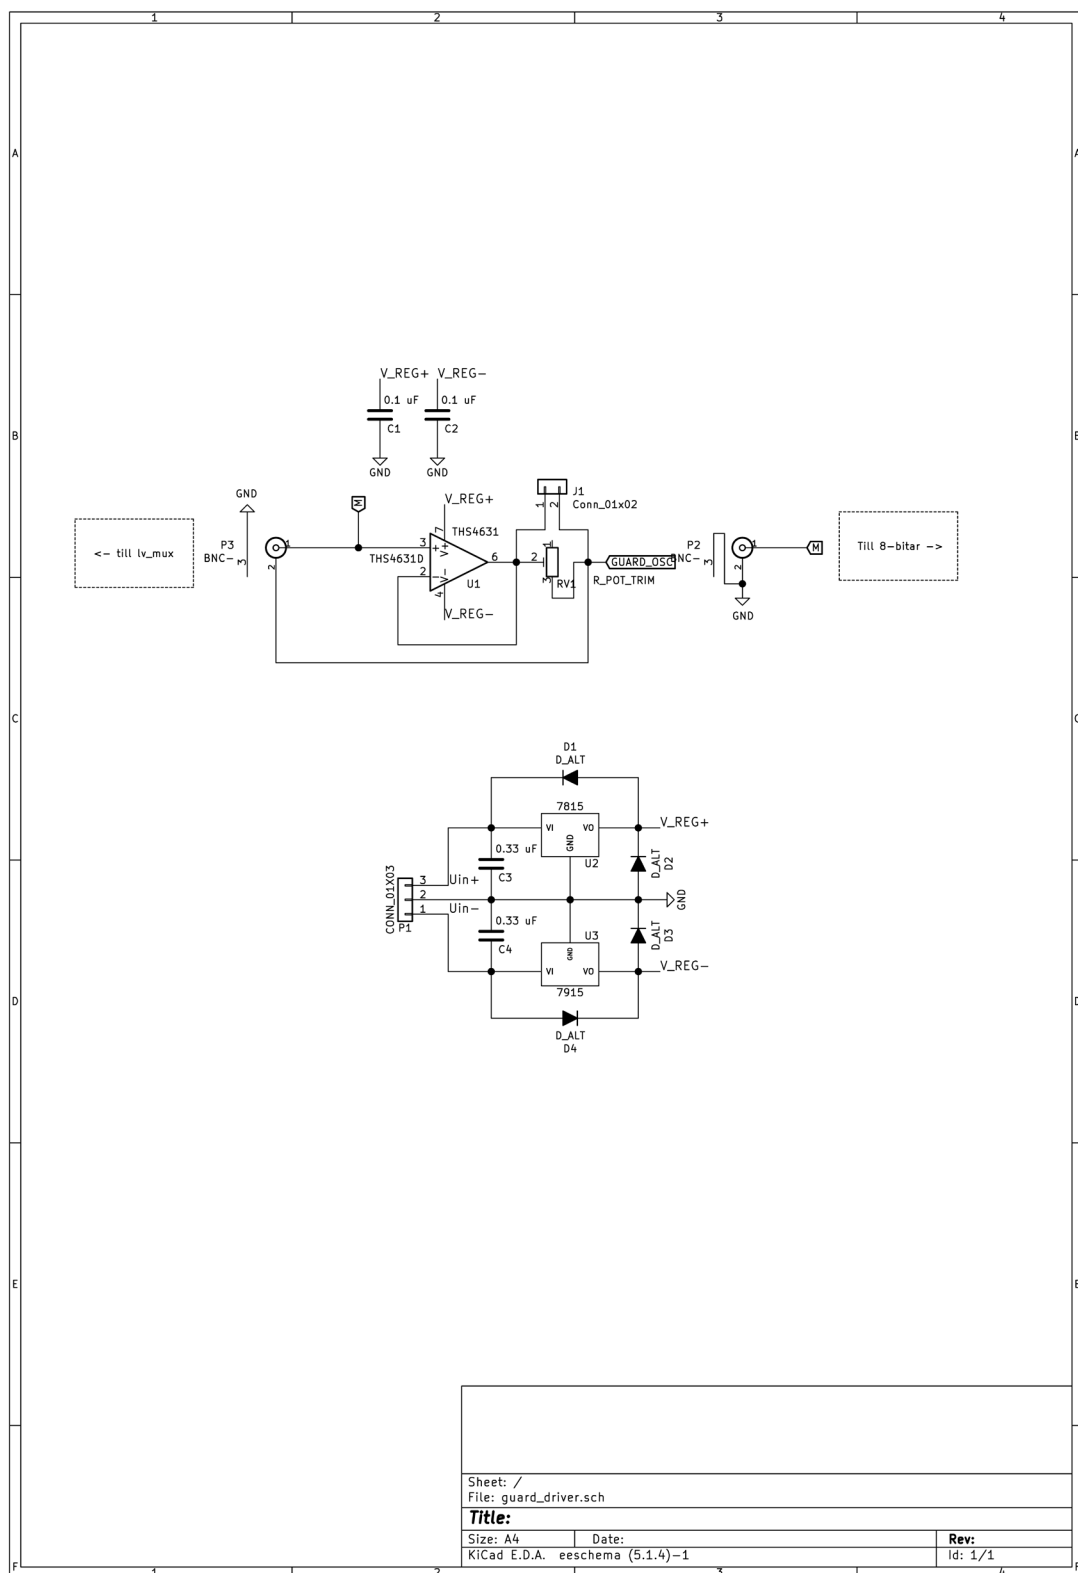 1 2 3 4
A A
V_REG+ V_REG-
0.1 uF 0.1 uF
B
C1 C2
GND GND
GND
J1
Conn_01x02
1 2
M
V_REG+
7
THS4631
THS4631D
P3
BNC-
3
1
2
<- till lv_mux
3
2
4
6
U1
V_REG-
2
1
3
RV1
GUARD_OSC
R_POT_TRIM
P2
BNC-
3
1
2
M
GND
Till 8-bitar ->
C
D1
D_ALT
7815
VI VO
GND
U2
V_REG+
0.33 uF
C3
D_ALT
D2
CONN_01X03
P1
3
2
1
Uin+
Uin-
GND
0.33 uF
C4
U3
GND
VI VO
7915
D_ALT
D3
V_REG-
D
D_ALT
D4
E
Sheet: /
File: guard_driver.sch
Title:
Size: A4 Date: Rev:
KiCad E.D.A. eeschema (5.1.4)-1 Id: 1/1
F
1 2 3 4